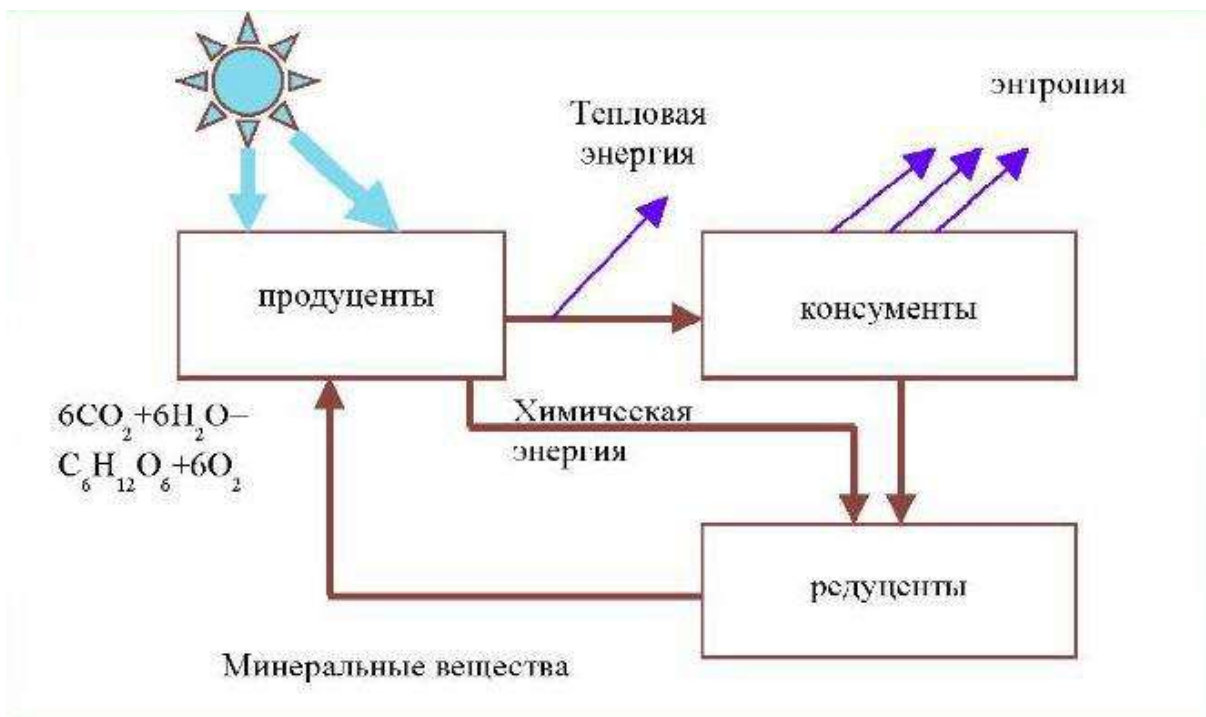 энтропия
Тепловая
энергия
продуценты
консументы
6CO₂+6H₂O–
C₆H₁₂O₆+6O₂
Химическая
энергия
редуценты
Минеральные вещества